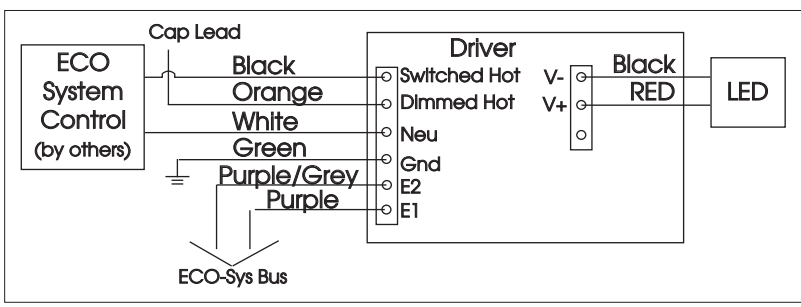 Cap Lead
ECO
System
Control
(by others)
Black
Orange
White
Green
Purple/Grey
Purple
ECO-Sys Bus
Driver
Switched Hot
Dimmed Hot
Neu
Gnd
E2
E1
V-
V+
Black
RED
LED